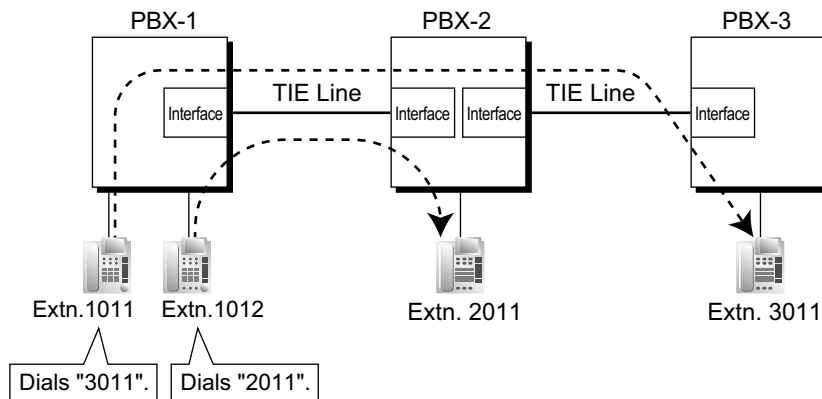 PBX-1
PBX-2
PBX-3
TIE Line
TIE Line
Interface
Interface
Interface
Interface
Extn.1011
Extn.1012
Extn. 2011
Extn. 3011
Dials "3011".
Dials "2011".